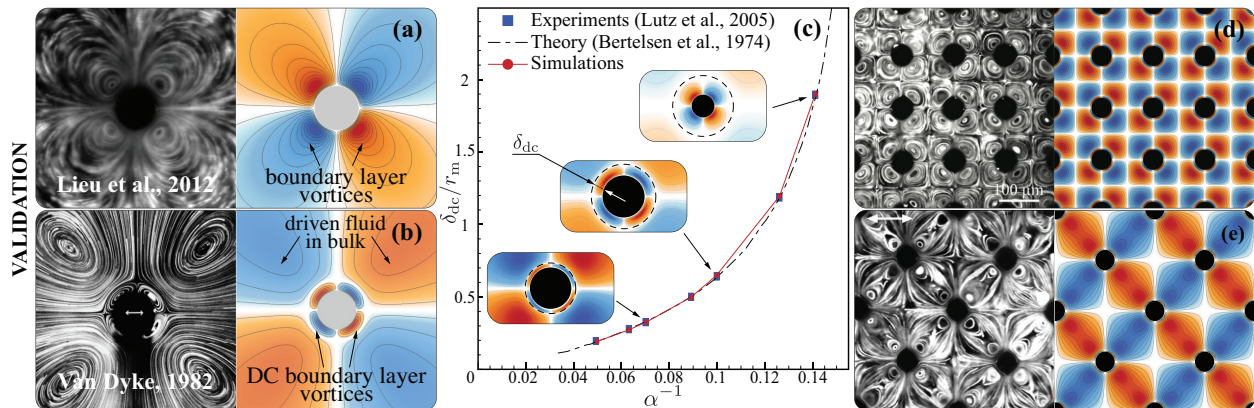 VALIDATION
(a)
Lieu et al., 2012
boundary layer
vortices
(b)
driven fluid
in bulk
Van Dyke, 1982
DC boundary layer
vortices
(c)
Experiments (Lutz et al., 2005)
Theory (Bertelsen et al., 1974)
Simulations
δdc/rm
2
1.5
1
0.5
δdc
0
0.02
0.04
0.06
0.08
0.1
0.12
0.14
α⁻¹
(d)
100 μm
(e)